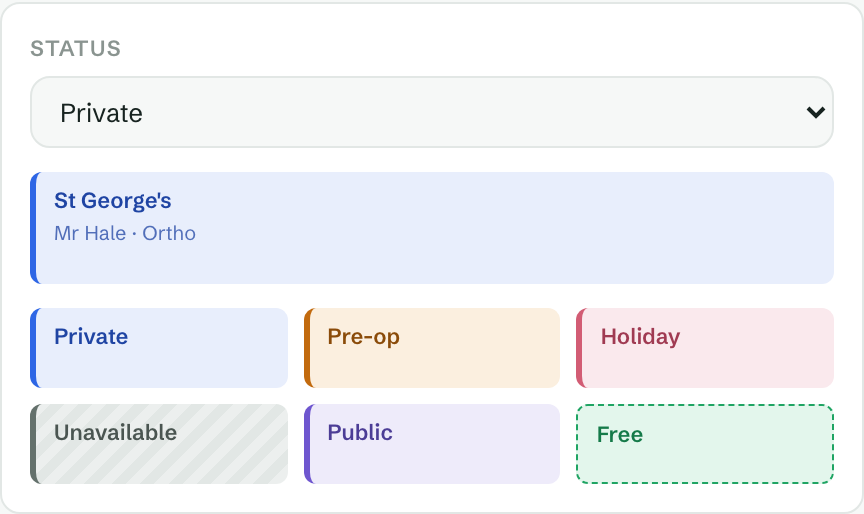 STATUS
Private
St George's
Mr Hale · Ortho
Private
Pre-op
Holiday
Unavailable
Public
Free